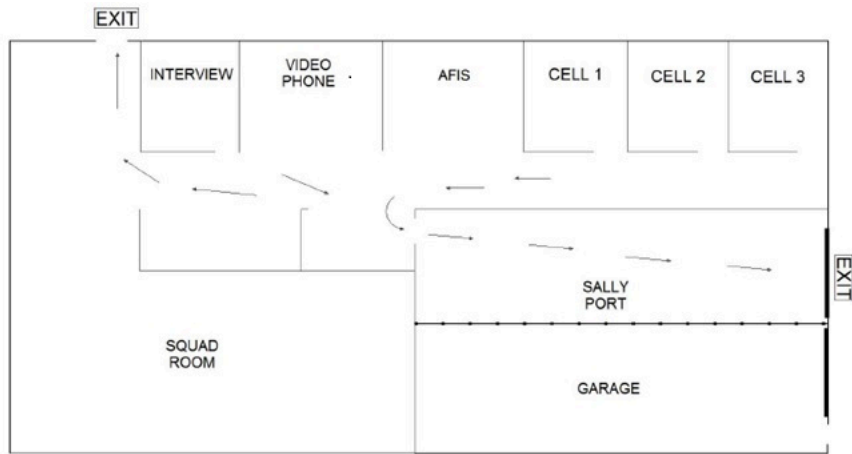 EXIT
INTERVIEW
VIDEO
PHONE
AFIS
CELL 1
CELL 2
CELL 3
EXIT
SALLY
PORT
SQUAD
ROOM
GARAGE